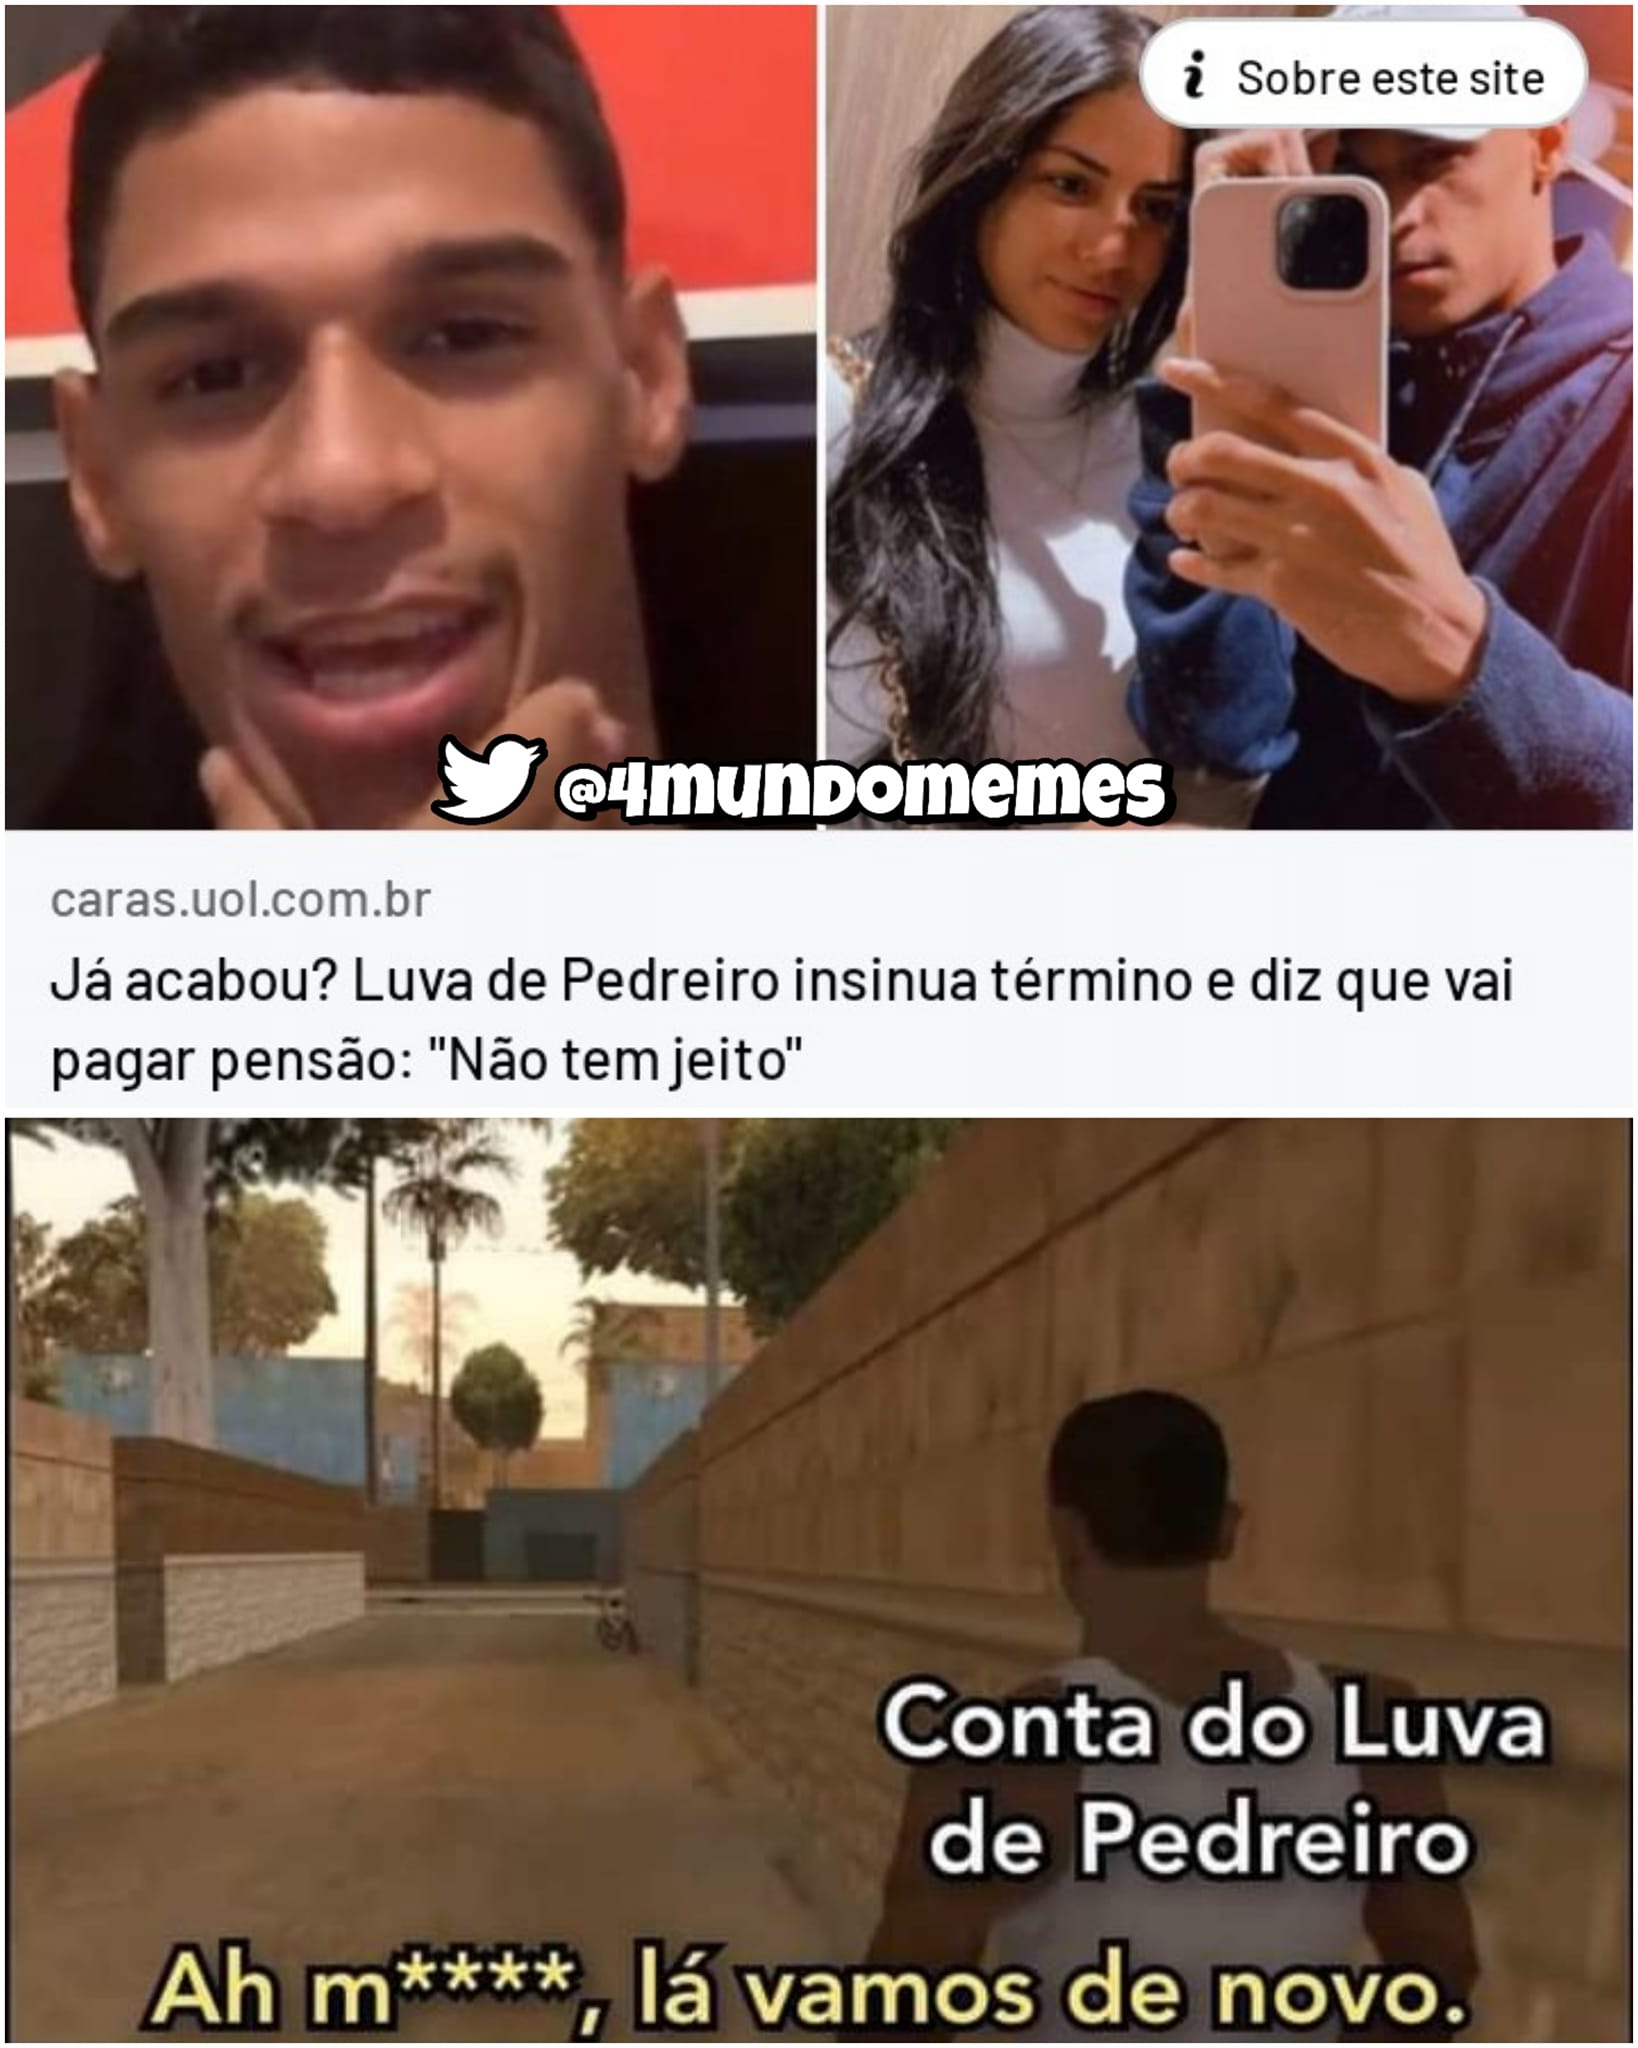 Sobre este site
@4mundomemes
caras.uol.com.br
Já acabou? Luva de Pedreiro insinua término e diz que vai
pagar pensão: "Não tem jeito"
Conta do Luva
de Pedreiro
Ah m****, lá vamos de novo.